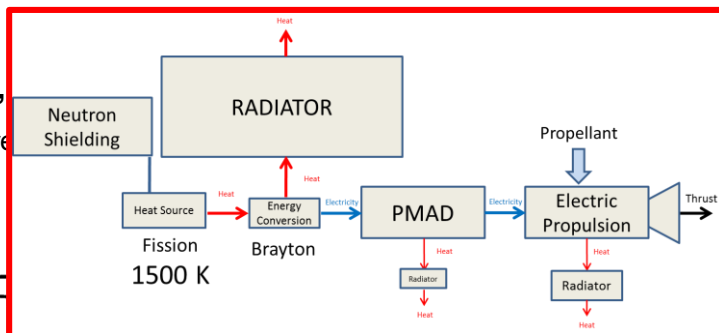 Heat
RADIATOR
Neutron
Shielding
Propellant
Heat
Heat Source
Heat
Energy
Conversion
Electricity
PMAD
Electricity
Electric
Propulsion
Thrust
Fission
1500 K
Brayton
Heat
Radiator
Heat
Heat
Radiator
Heat